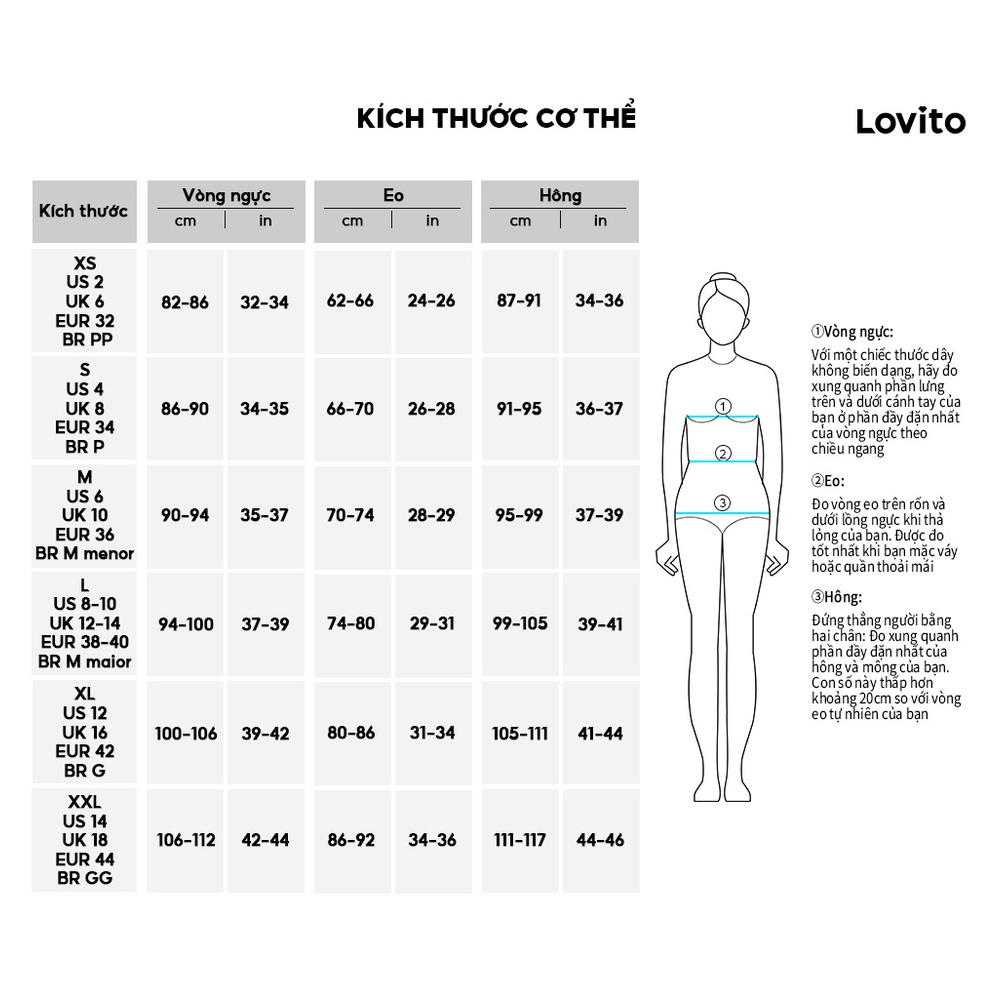 KÍCH THƯỚC CƠ THỂ
Lovito
Kích thước
Vòng ngực
Eo
Hông
cm
in
cm
in
cm
in
XS
US 2
UK 6
EUR 32
BR PP
82-86
32-34
62-66
24-26
87-91
34-36
S
US 4
UK 8
EUR 34
BR P
86-90
34-35
66-70
26-28
91-95
36-37
M
US 6
UK 10
EUR 36
BR M menor
90-94
35-37
70-74
28-29
95-99
37-39
L
US 8-10
UK 12-14
EUR 38-40
BR M maior
94-100
37-39
74-80
29-31
99-105
39-41
XL
US 12
UK 16
EUR 42
BR G
100-106
39-42
80-86
31-34
105-111
41-44
XXL
US 14
UK 18
EUR 44
BR GG
106-112
42-44
86-92
34-36
111-117
44-46
①
②
③
①Vòng ngực:
Với một chiếc thước dây
không biến dạng, hãy đo
xung quanh phần lưng
trên và dưới cánh tay của
bạn ở phần đầy đặn nhất
của vòng ngực theo
chiều ngang
②Eo:
Đo vòng eo trên rốn và
dưới lồng ngực khi thả
lỏng của bạn. Được đo
tốt nhất khi bạn mặc váy
hoặc quần thoải mái
③Hông:
Đứng thẳng người bằng
hai chân: Đo xung quanh
phần đầy đặn nhất của
hông và mông của bạn.
Con số này thấp hơn
khoảng 20cm so với vòng
eo tự nhiên của bạn